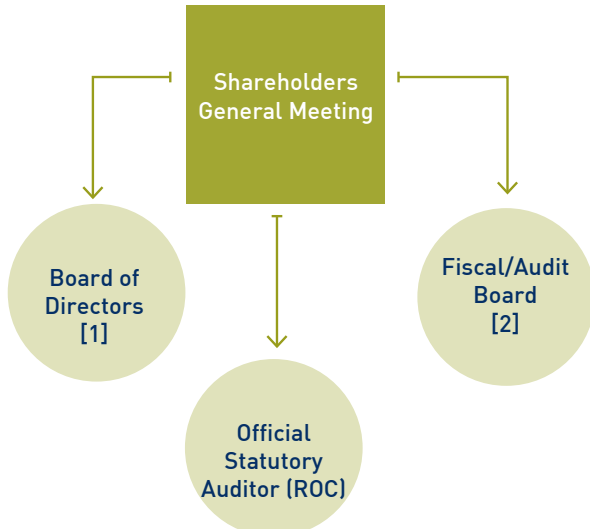 Shareholders
General Meeting
Board of
Directors
[1]
Fiscal/Audit
Board
[2]
Official
Statutory
Auditor (ROC)